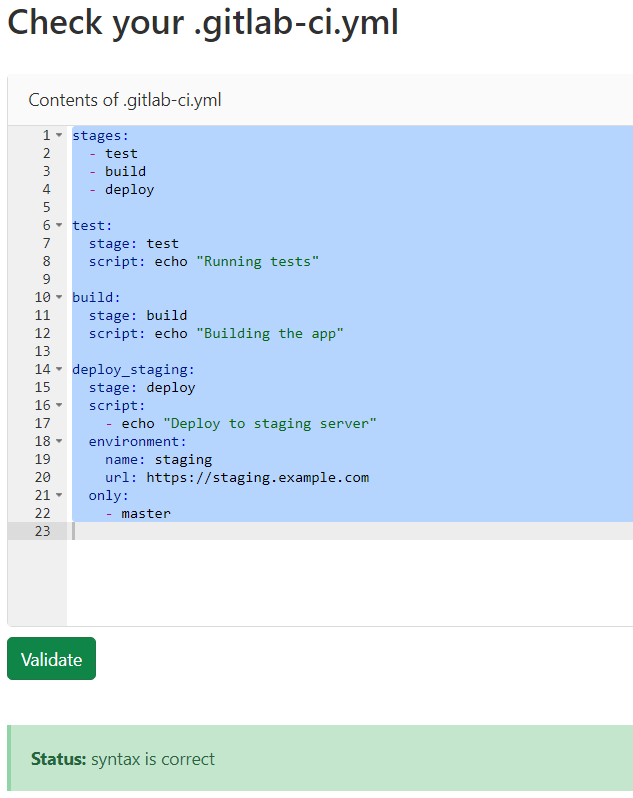 Check your .gitlab-ci.yml
Contents of .gitlab-ci.yml
1 stages:
2   - test
3   - build
4   - deploy
5
6 test:
7   stage: test
8   script: echo "Running tests"
9
10 build:
11   stage: build
12   script: echo "Building the app"
13
14 deploy_staging:
15   stage: deploy
16   script:
17     - echo "Deploy to staging server"
18   environment:
19     name: staging
20     url: https://staging.example.com
21   only:
22     - master
23
Validate
Status: syntax is correct